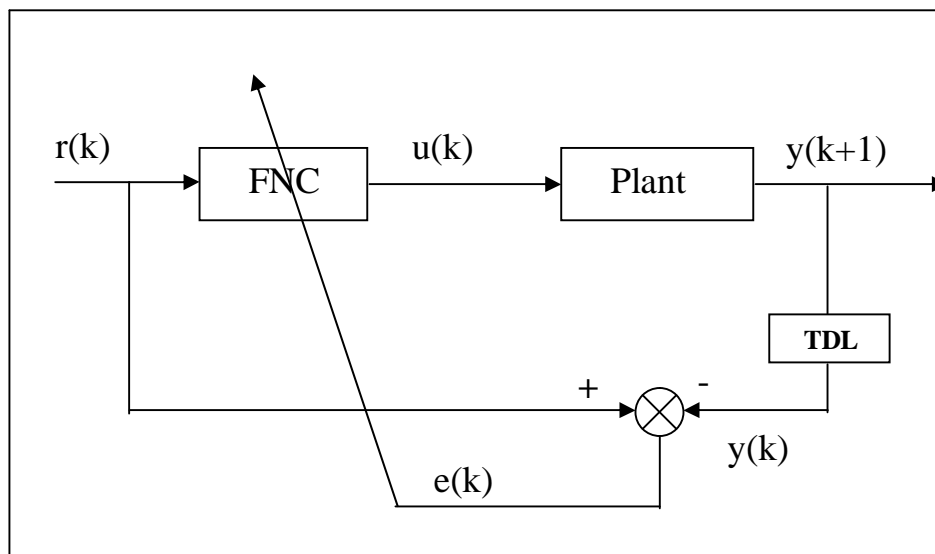 r(k)
FNC
u(k)
Plant
y(k+1)
TDL
+
-
y(k)
e(k)